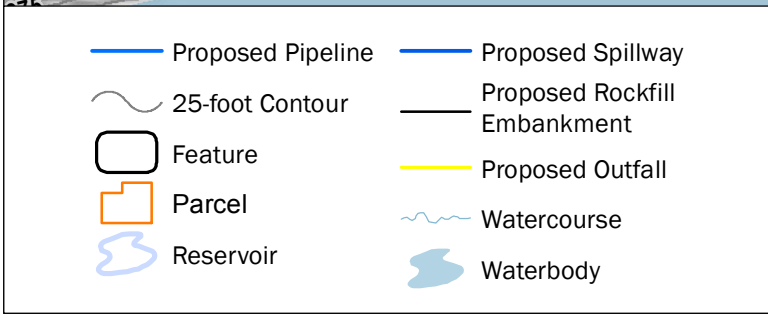 Proposed Pipeline
25-foot Contour
Feature
Parcel
Reservoir
Proposed Spillway
Proposed Rockfill
Embankment
Proposed Outfall
Watercourse
Waterbody